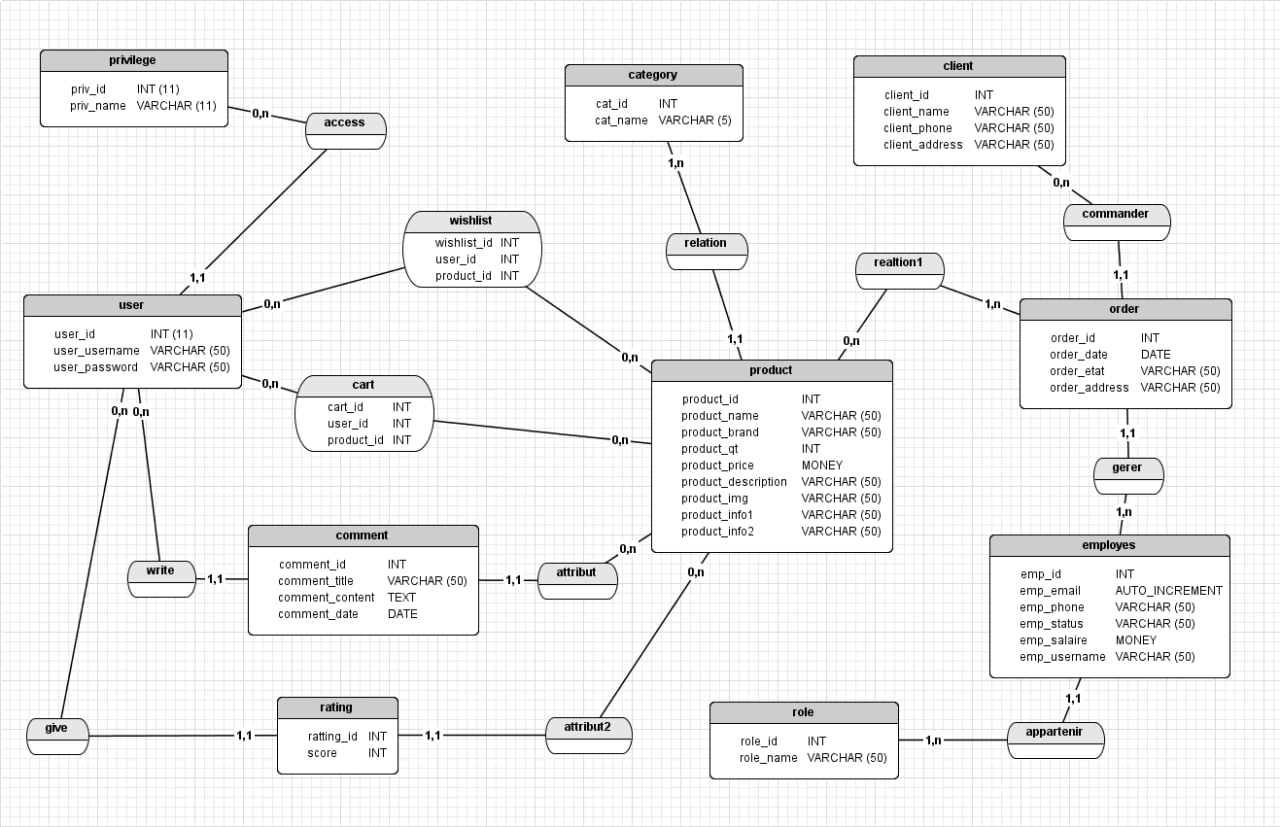 privilege
priv_id INT (11)
priv_name VARCHAR (11)
0,n
access
1,1
category
cat_id INT
cat_name VARCHAR (5)
1,n
relation
1,1
client
client_id INT
client_name VARCHAR (50)
client_phone VARCHAR (50)
client_address VARCHAR (50)
0,n
commander
1,1
wishlist
wishlist_id INT
user_id INT
product_id INT
0,n
0,n
realtion1
1,n
0,n
user
user_id INT (11)
user_username VARCHAR (50)
user_password VARCHAR (50)
0,n
0,n
0,n
cart
cart_id INT
user_id INT
product_id INT
0,n
product
product_id INT
product_name VARCHAR (50)
product_brand VARCHAR (50)
product_qt INT
product_price MONEY
product_description VARCHAR (50)
product_img VARCHAR (50)
product_info1 VARCHAR (50)
product_info2 VARCHAR (50)
order
order_id INT
order_date DATE
order_etat VARCHAR (50)
order_address VARCHAR (50)
1,1
gerer
1,n
write
1,1
comment
comment_id INT
comment_title VARCHAR (50)
comment_content TEXT
comment_date DATE
1,1
attribut
0,n
0,n
employes
emp_id INT
emp_email AUTO_INCREMENT
emp_phone VARCHAR (50)
emp_status VARCHAR (50)
emp_salaire MONEY
emp_username VARCHAR (50)
1,1
give
1,1
rating
ratting_id INT
score INT
1,1
attribut2
role
role_id INT
role_name VARCHAR (50)
1,n
appartenir